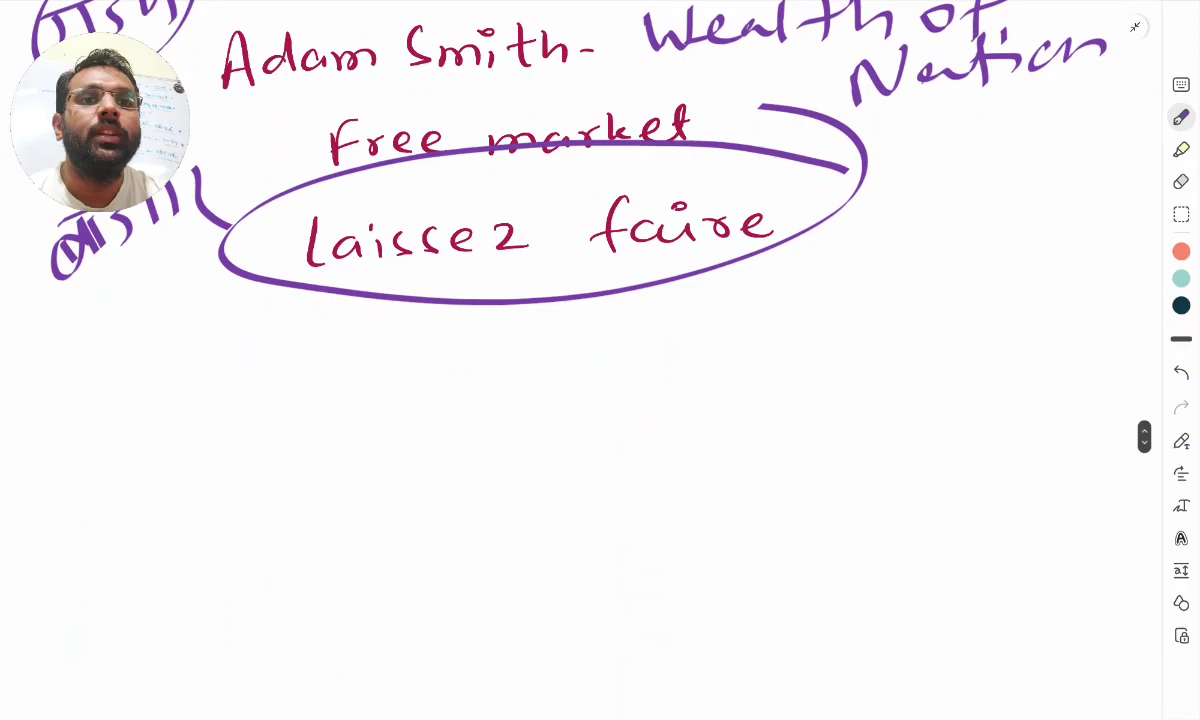 Adam Smith- Wealth of
Nation
Free market
laissez faire